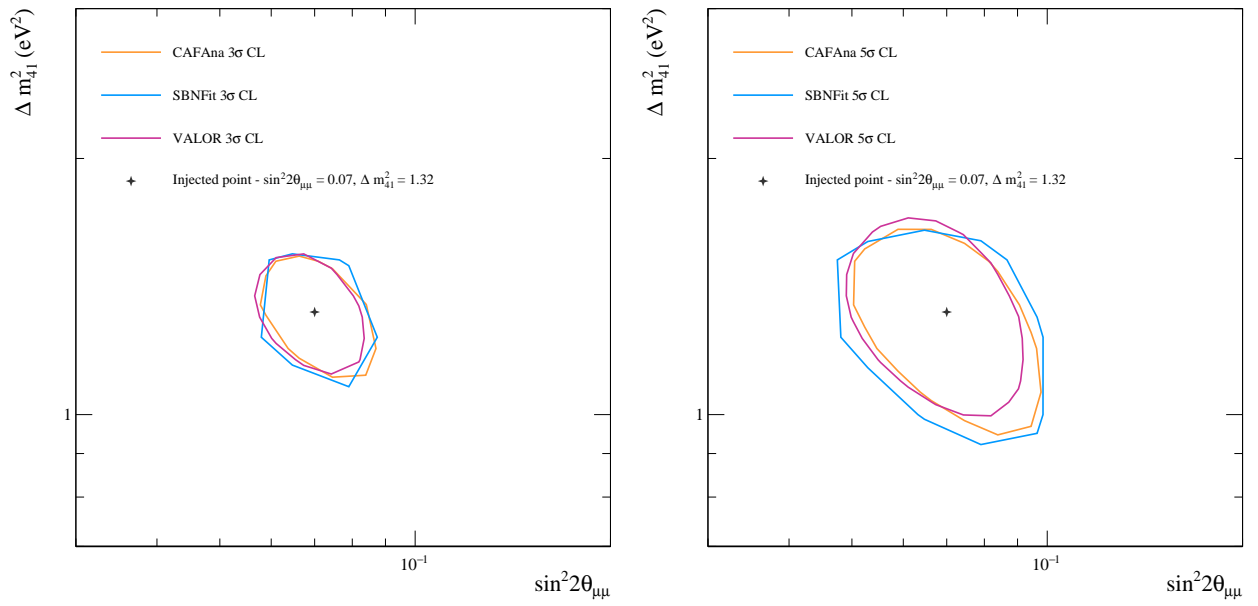 Δ m²₄₁ (eV²)
CAFAna 3σ CL
SBNFit 3σ CL
VALOR 3σ CL
Injected point - sin²2θμμ = 0.07, Δ m²₄₁ = 1.32
1
10⁻¹
sin²2θμμ
Δ m²₄₁ (eV²)
CAFAna 5σ CL
SBNFit 5σ CL
VALOR 5σ CL
Injected point - sin²2θμμ = 0.07, Δ m²₄₁ = 1.32
1
10⁻¹
sin²2θμμ